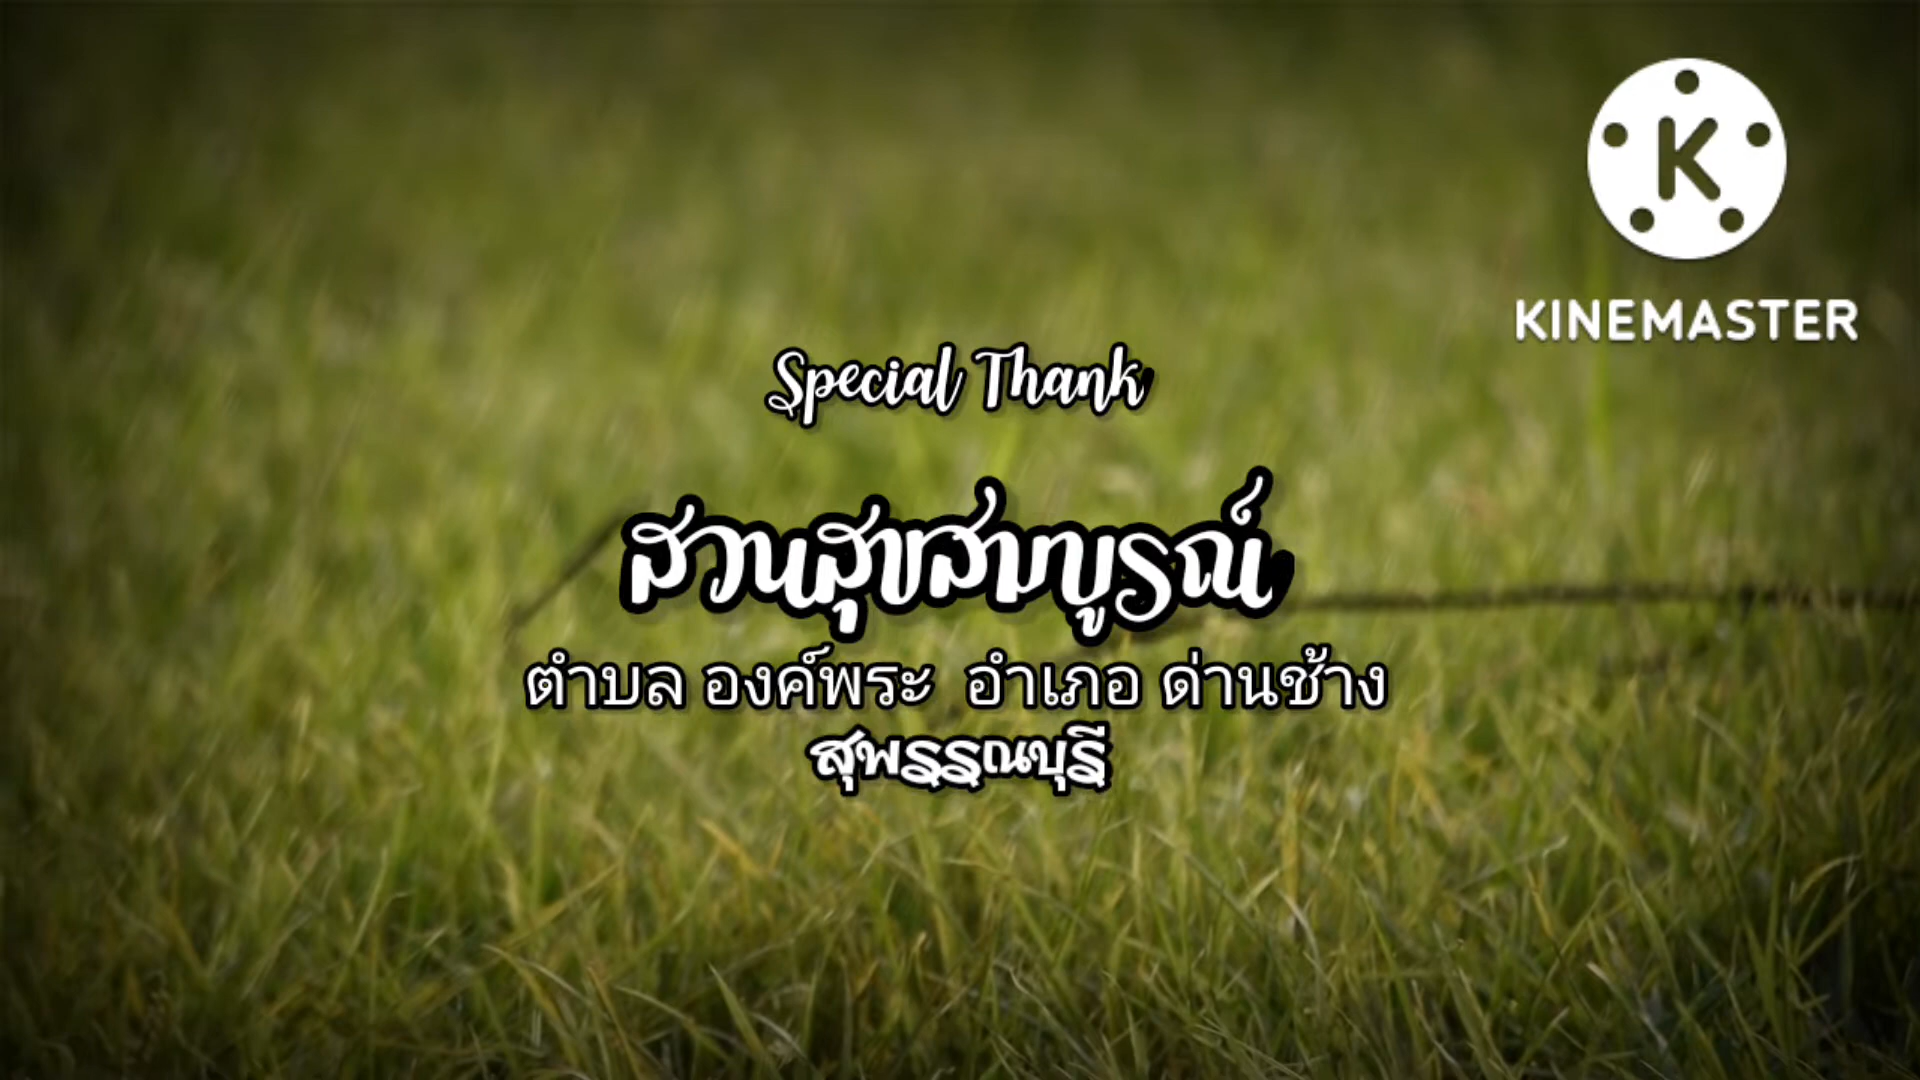 K
KINEMASTER
Special Thank
สวนสุขสมบูรณ์
ตำบล องค์พระ  อำเภอ ด่านช้าง
สุพรรณบุรี